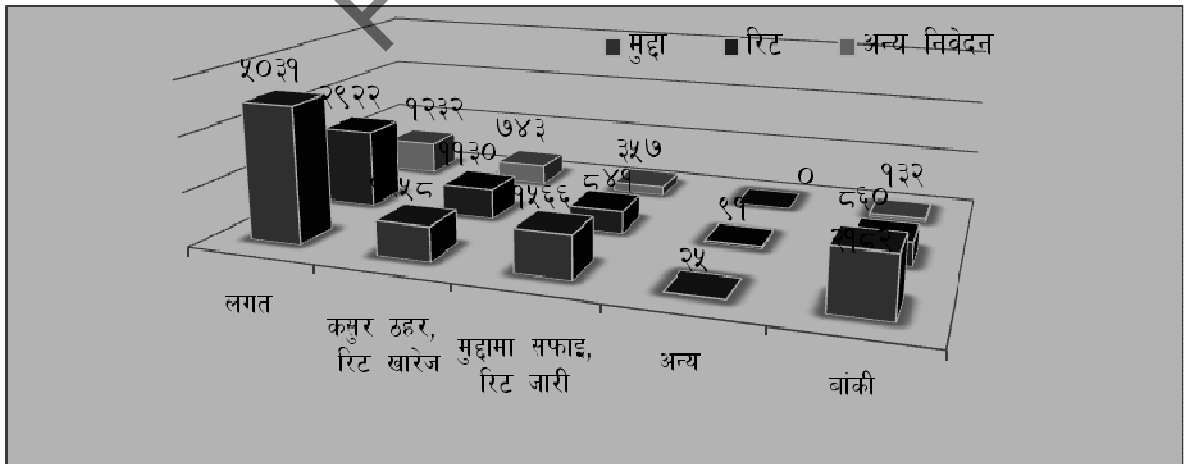 मुद्दा रिट अन्य निवेदन
५०३१
२९२२
१२३२
११३०
७४३
१५६६
८४१
३५७
२५
९१
०
८६०
१३२
लगत
कसुर ठहर,
रिट खारेज
मुद्दामा सफाइ,
रिट जारी
अन्य
बांकी